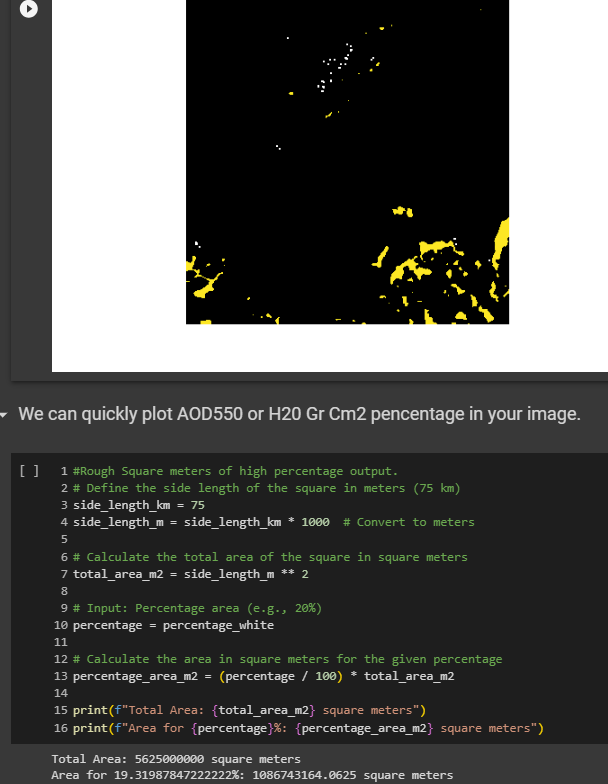 We can quickly plot AOD550 or H20 Gr Cm2 pencentage in your image.
[ ]
1 #Rough Square meters of high percentage output.
2 # Define the side length of the square in meters (75 km)
3 side_length_km = 75
4 side_length_m = side_length_km * 1000  # Convert to meters
5
6 # Calculate the total area of the square in square meters
7 total_area_m2 = side_length_m ** 2
8
9 # Input: Percentage area (e.g., 20%)
10 percentage = percentage_white
11
12 # Calculate the area in square meters for the given percentage
13 percentage_area_m2 = (percentage / 100) * total_area_m2
14
15 print(f"Total Area: {total_area_m2} square meters")
16 print(f"Area for {percentage}%: {percentage_area_m2} square meters")
Total Area: 5625000000 square meters
Area for 19.31987847222222%: 1086743164.0625 square meters